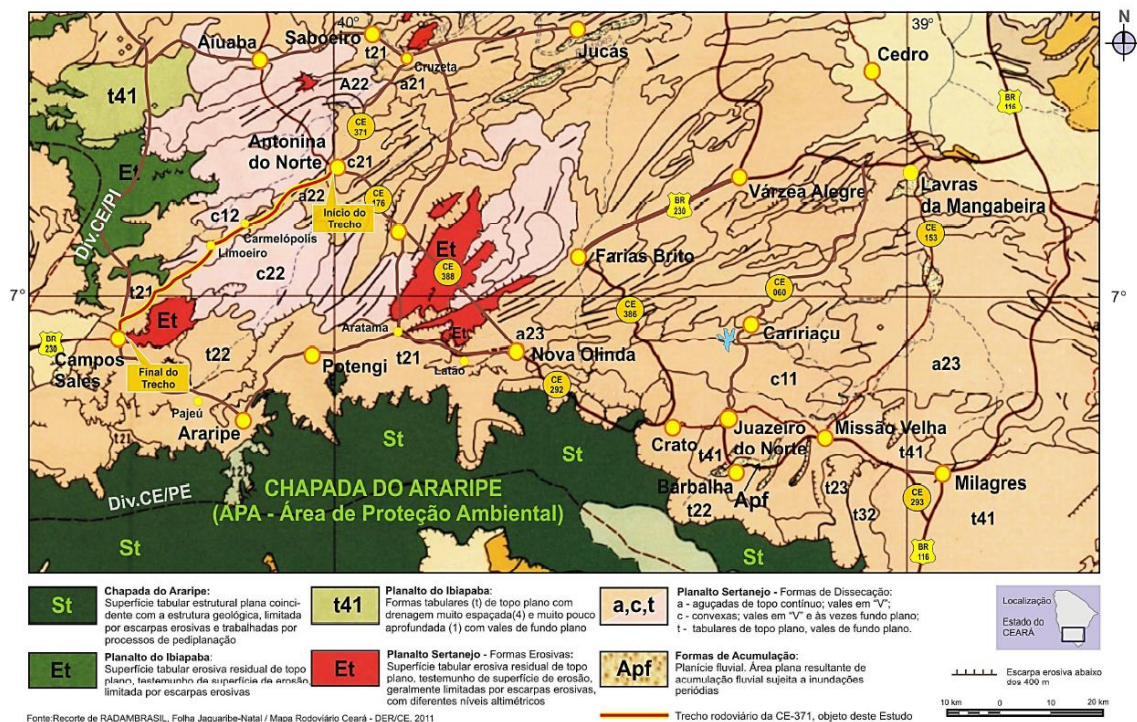 40º
39º
N
Aiuaba
Saboeiro
t21
Cruzeta
Jucás
Cedro
t41
A22
a21
BR 116
CE 371
Et
Antonina do Norte
c21
a22
CE 176
Início do Trecho
Várzea Alegre
BR 230
Lavras da Mangabeira
Div.CE/PI
c12
Carmelópolis
Limoeiro
c22
Et
CE 388
Farias Brito
CE 153
7º
t21
CE 060
7º
Et
CE 386
BR 230
Campos Sales
Aratama
Et
a23
Caririaçu
t22
Potengi
t21
Latão
Nova Olinda
a23
Final do Trecho
CE 292
c11
Pajeú
Araripe
t21
Crato
Juazeiro do Norte
Missão Velha
t41
t41
St
St
Barbalha
Apf
t23
CE 293
Milagres
t22
t32
t41
Div.CE/PE
CHAPADA DO ARARIPE
(APA - Área de Proteção Ambiental)
St
St
BR 116
St
Chapada do Araripe:
Superfície tabular estrutural plana coinci-
dente com a estrutura geológica, limitada
por escarpas erosivas e trabalhadas por
processos de pediplanação
t41
Planalto do Ibiapaba:
Formas tabulares (t) de topo plano com
drenagem muito espaçada(4) e muito pouco
aprofundada (1) com vales de fundo plano
a,c,t
Planalto Sertanejo - Formas de Dissecação:
a - aguçadas de topo contínuo; vales em "V";
c - convexas; vales em "V" e às vezes fundo plano;
t - tabulares de topo plano, vales de fundo plano.
Localização
Estado do
CEARÁ
Et
Planalto do Ibiapaba:
Superfície tabular erosiva residual de topo
plano, testemunho de superfície de erosão,
limitada por escarpas erosivas
Et
Planalto Sertanejo - Formas Erosivas:
Superfície tabular erosiva residual de topo
plano, testemunho de superfície de erosão,
geralmente limitadas por escarpas erosivas,
com diferentes níveis altimétricos
Apf
Formas de Acumulação:
Planície fluvial. Área plana resultante de
acumulação fluvial sujeita a inundações
periódias
Escarpa erosiva abaixo
dos 400 m
10 km 0 10 20 km
Fonte:Recorte de RADAMBRASIL, Folha Jaguaribe-Natal / Mapa Rodoviário Ceará - DER/CE, 2011
Trecho rodoviário da CE-371, objeto deste Estudo